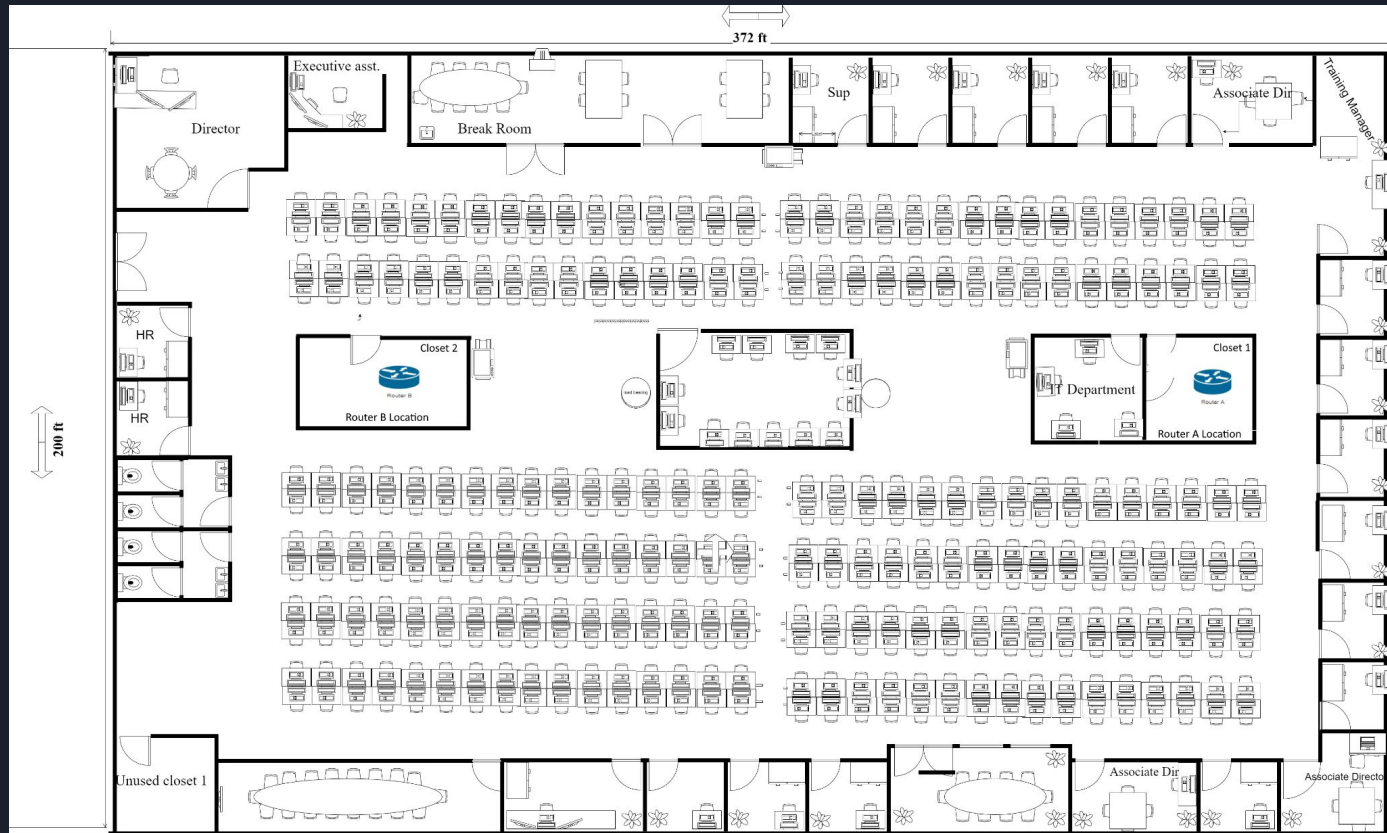 372 ft
Executive asst.
Director
Break Room
Sup
Associate Dir
Training Manager
HR
HR
200 ft
Closet 2
Router B
Router B Location
IT Department
Closet 1
Router A
Router A Location
Unused closet 1
Associate Dir
Associate Directo